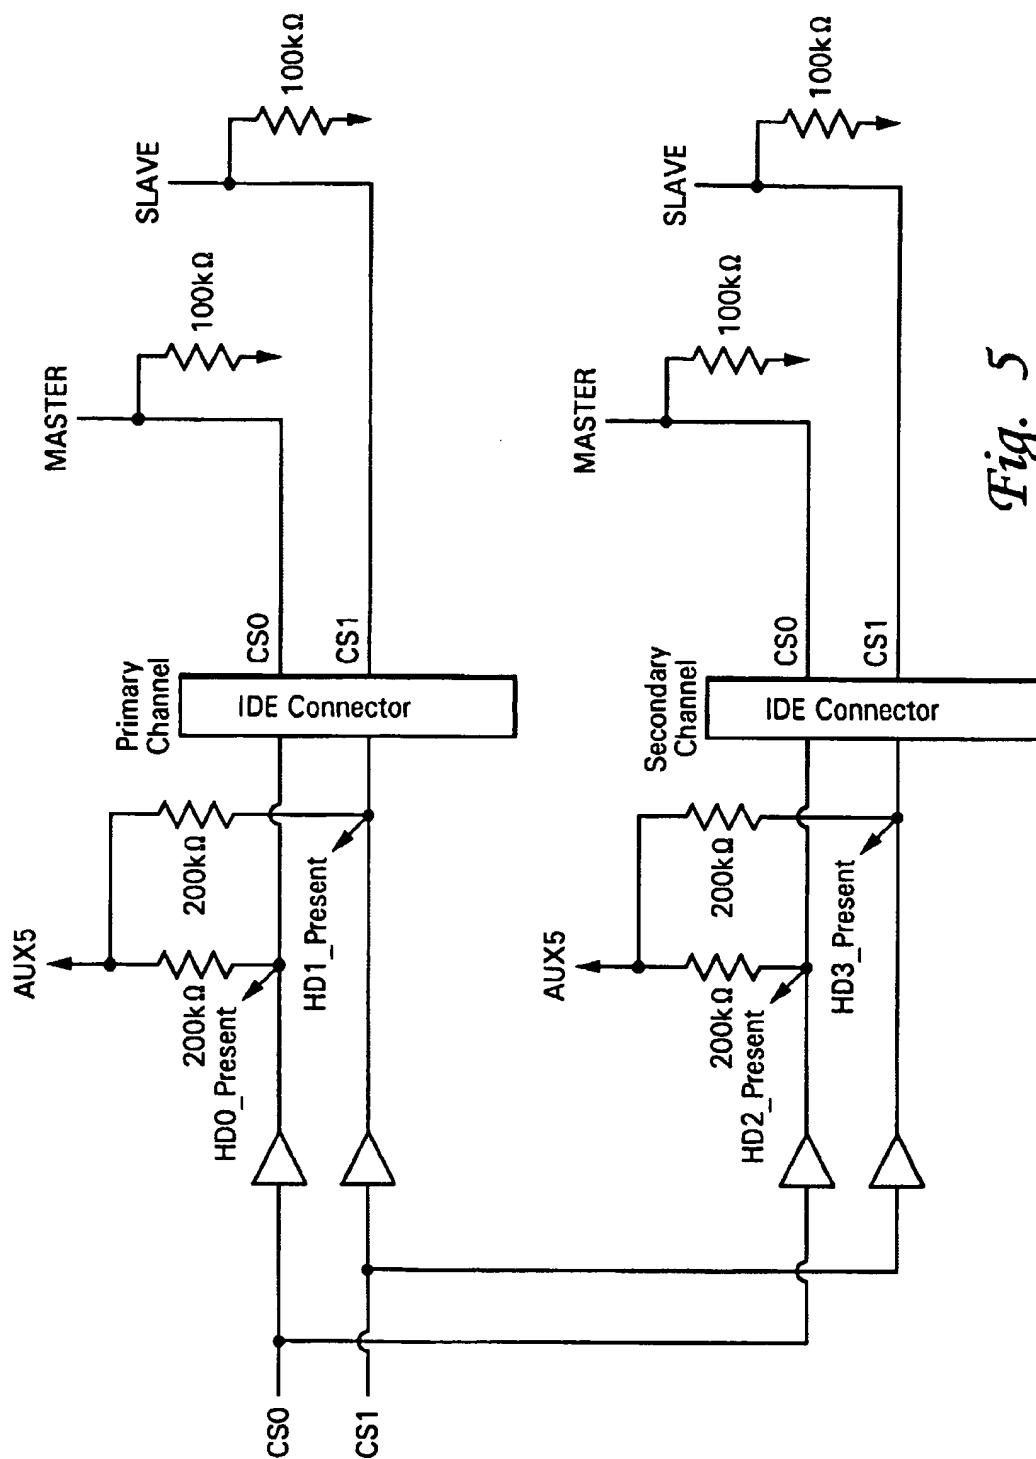 SLAVE
100kΩ
MASTER
100kΩ
CS0
CS1
Primary
Channel
IDE Connector
AUX5
200kΩ
200kΩ
HD0_Present
HD1_Present
CS0
CS1
SLAVE
100kΩ
MASTER
100kΩ
CS0
CS1
Secondary
Channel
IDE Connector
AUX5
200kΩ
200kΩ
HD2_Present
HD3_Present
Fig. 5